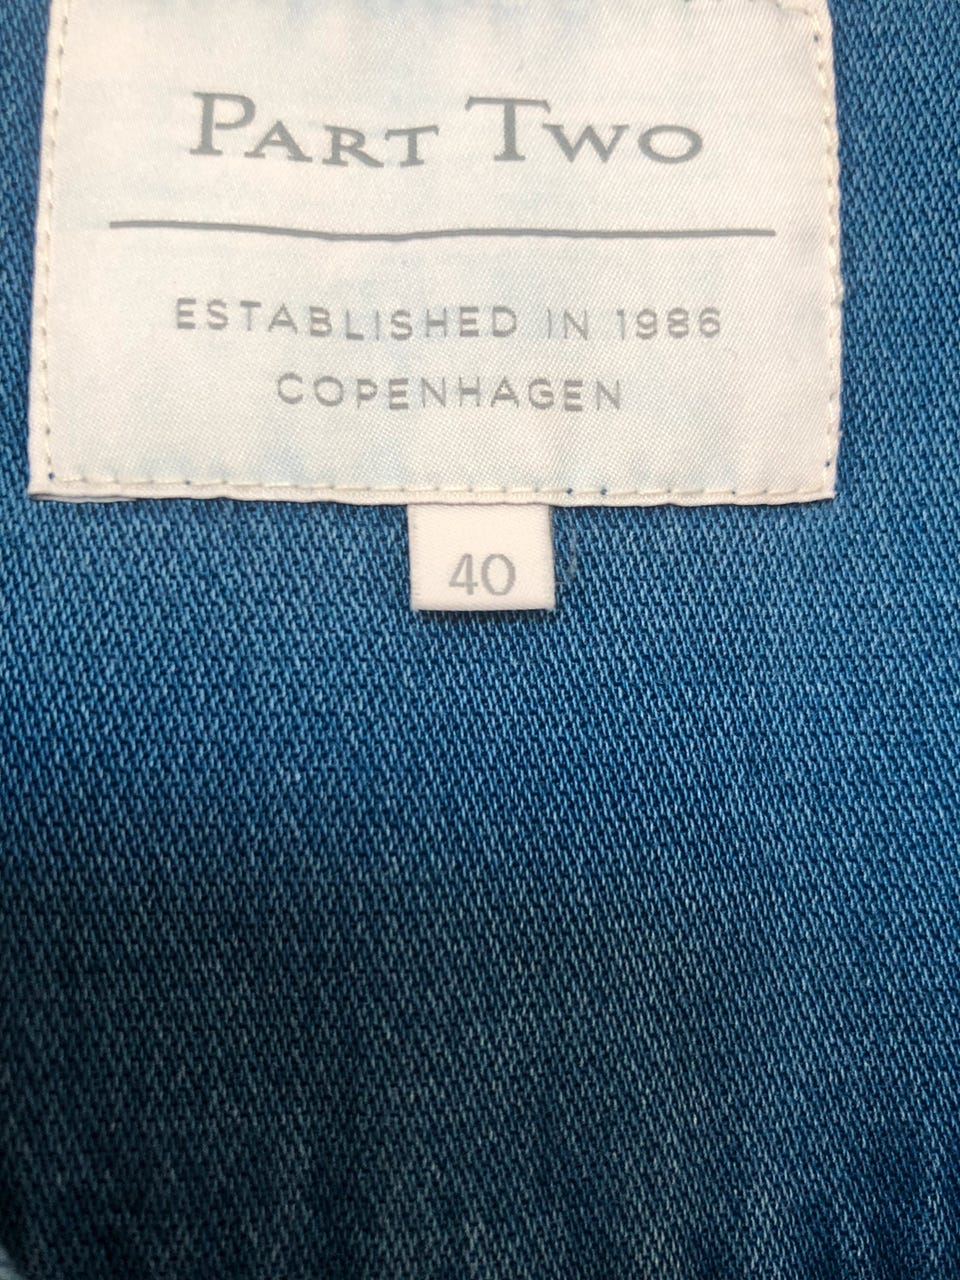 PART TWO
ESTABLISHED IN 1986
COPENHAGEN
40